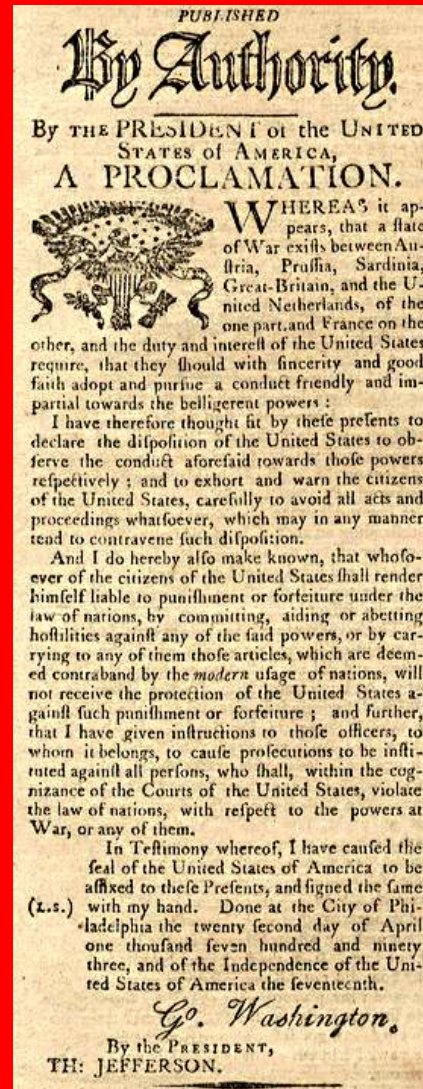 PUBLISHED
By Authority.
By THE PRESIDENT of the UNITED
STATES of AMERICA,
A PROCLAMATION.
WHEREAS it ap-
pears, that a ſtate
of War exiſts between Au-
ſtria, Pruſſia, Sardinia,
Great-Britain, and the U-
nited Netherlands, of the
one part, and France on the
other, and the duty and intereſt of the United States
require, that they ſhould with ſincerity and good
faith adopt and purſue a conduct friendly and im-
partial towards the belligerent powers :
I have therefore thought fit by theſe preſents to
declare the diſpoſition of the United States to ob-
ſerve the conduct aforeſaid towards thoſe powers
reſpectively ; and to exhort and warn the citizens
of the United States, carefully to avoid all acts and
proceedings whatſoever, which may in any manner
tend to contravene ſuch diſpoſition.
And I do hereby alſo make known, that whoſo-
ever of the citizens of the United States ſhall render
himſelf liable to puniſhment or forfeiture under the
law of nations, by committing, aiding or abetting
hoſtilities againſt any of the ſaid powers, or by car-
rying to any of them thoſe articles, which are deem-
ed contraband by the modern uſage of nations, will
not receive the protection of the United States a-
gainſt ſuch puniſhment or forfeiture ; and further,
that I have given inſtructions to thoſe officers, to
whom it belongs, to cauſe proſecutions to be inſti-
tuted againſt all perſons, who ſhall, within the cog-
nizance of the Courts of the United States, violate
the law of nations, with reſpect to the powers at
War, or any of them.
In Teſtimony whereof, I have cauſed the
ſeal of the United States of America to be
affixed to theſe Preſents, and ſigned the ſame
(L.S.) with my hand. Done at the City of Phi-
ladelphia the twenty ſecond day of April
one thouſand ſeven hundred and ninety
three, and of the Independence of the Uni-
ted States of America the ſeventeenth.
Go. Washington.
By the PRESIDENT,
TH: JEFFERSON.